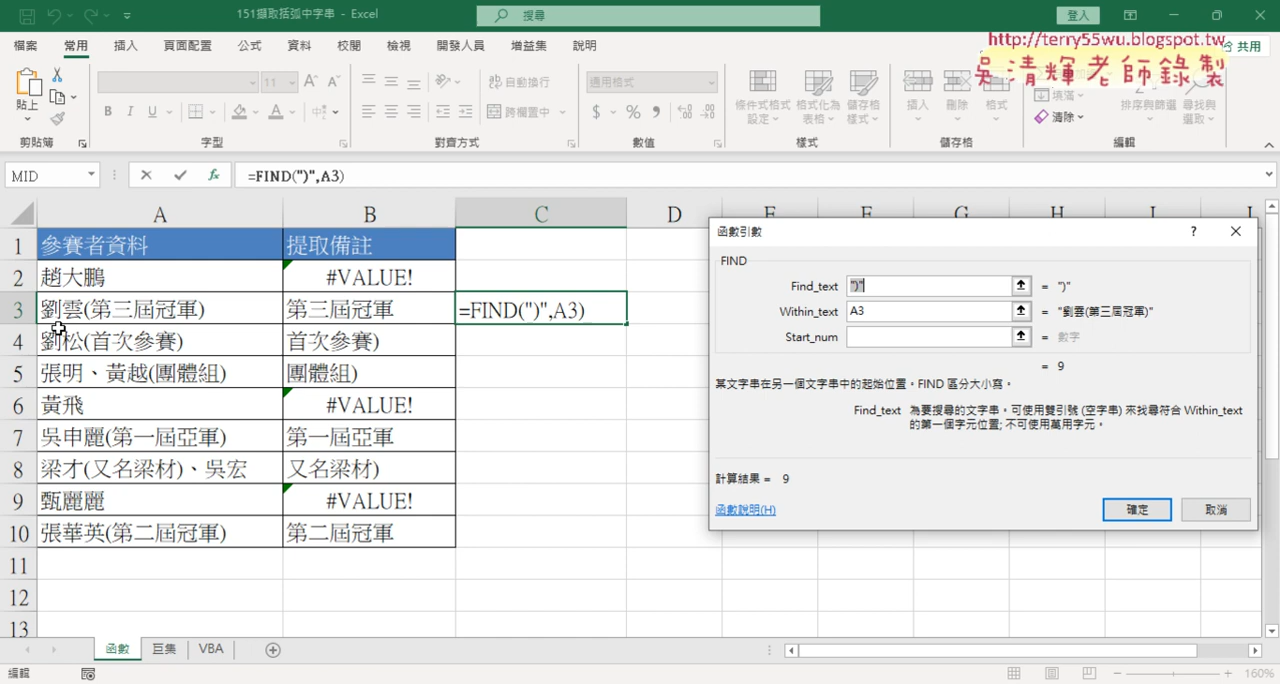 151擷取括弧中字串 - Excel
搜尋
登入
檔案 常用 插入 頁面配置 公式 資料 校閱 檢視 開發人員 增益集 說明
http://terry55wu.blogspot.tw
共用
吳清輝老師錄製
貼上
11
自動換行
跨欄置中
通用格式
條件式格式設定
格式化為表格
儲存格樣式
插入 刪除 格式
填滿
清除
排序與篩選 尋找與選取
剪貼簿 字型 對齊方式 數值 樣式 儲存格 編輯
MID
=FIND(")",A3)
A B C D E F G H I
1 參賽者資料 提取備註
2 趙大鵬 #VALUE!
3 劉雲(第三屆冠軍) 第三屆冠軍 =FIND(")",A3)
4 劉松(首次參賽) 首次參賽)
5 張明、黃越(團體組) 團體組)
6 黃飛 #VALUE!
7 吳申麗(第一屆亞軍) 第一屆亞軍
8 梁才(又名梁材)、吳宏 又名梁材)
9 甄麗麗 #VALUE!
10 張華英(第二屆冠軍) 第二屆冠軍
11
12
13
函數引數
FIND
Find_text ")" = ")"
Within_text A3 = "劉雲(第三屆冠軍)"
Start_num = 數字
= 9
某文字串在另一個文字串中的起始位置。FIND 區分大小寫。
Find_text 為要搜尋的文字串。可使用雙引號 (空字串) 來找尋符合 Within_text
的第一個字元位置; 不可使用萬用字元。
計算結果 = 9
函數說明(H)
確定 取消
函數 巨集 VBA
編輯
160%